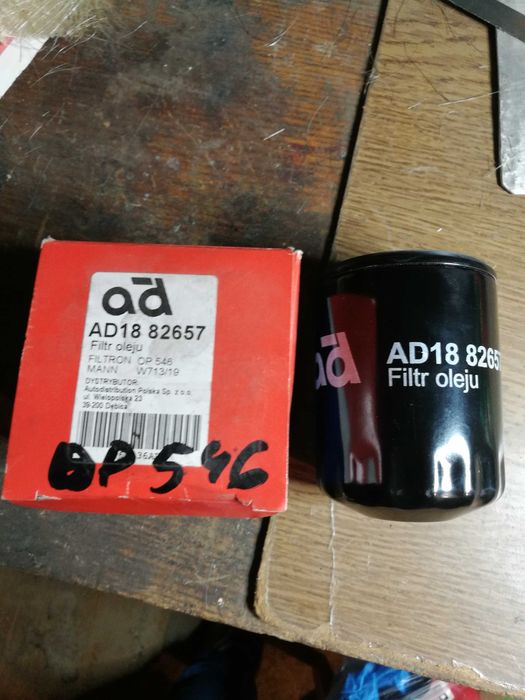 ad
AD18 82657
Filtr oleju
FILTRON OP 546
MANN W713/19
DYSTRYBUTOR:
Autodistribution Polska Sp. z o.o.
ul. Wielopolska 23
39-200 Dębica
OP 546
ad
AD18 82657
Filtr oleju